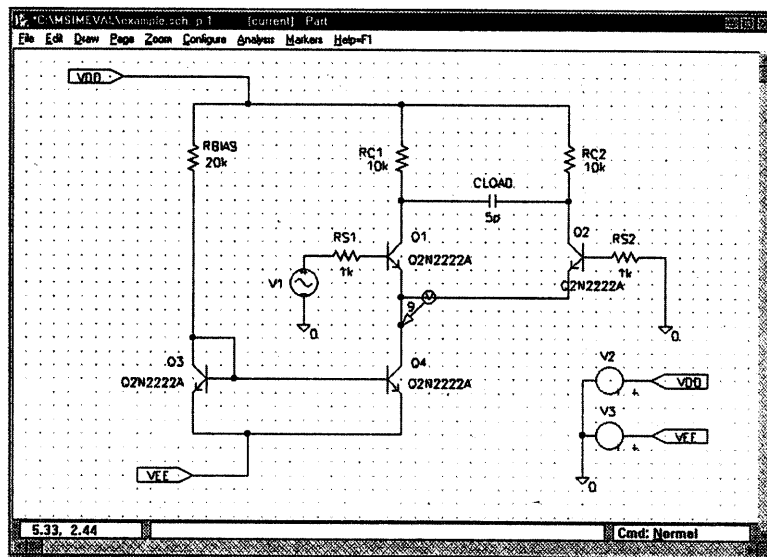 *C:\MSIMEVAL\example.sch p.1 [current] Part
File Edit Draw Page Zoom Configure Analysis Markers Help=F1
VDD
RBIAS
20k
RC1
10k
RC2
10k
CLOAD
5p
RS1
1k
Q1
Q2N2222A
Q2
Q2N2222A
RS2
1k
V1
0
9
V
0
Q3
Q2N2222A
Q4
Q2N2222A
V2
+
VDD
V3
+
VEE
VEE
0
5.33, 2.44
Cmd: Normal